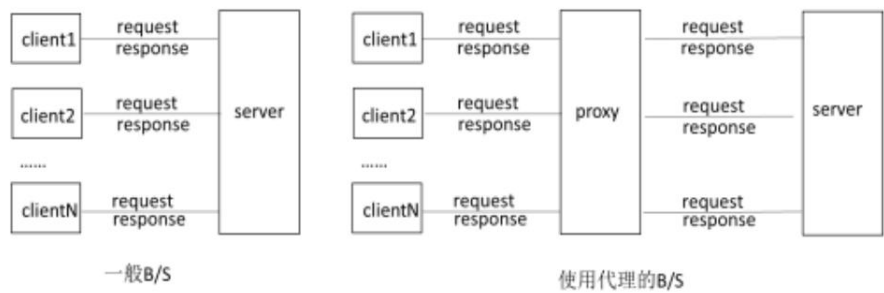 client1
request
response
client2
request
response
server
......
clientN
request
response
一般B/S
client1
request
response
request
response
client2
request
response
proxy
request
response
server
......
clientN
request
response
request
response
使用代理的B/S